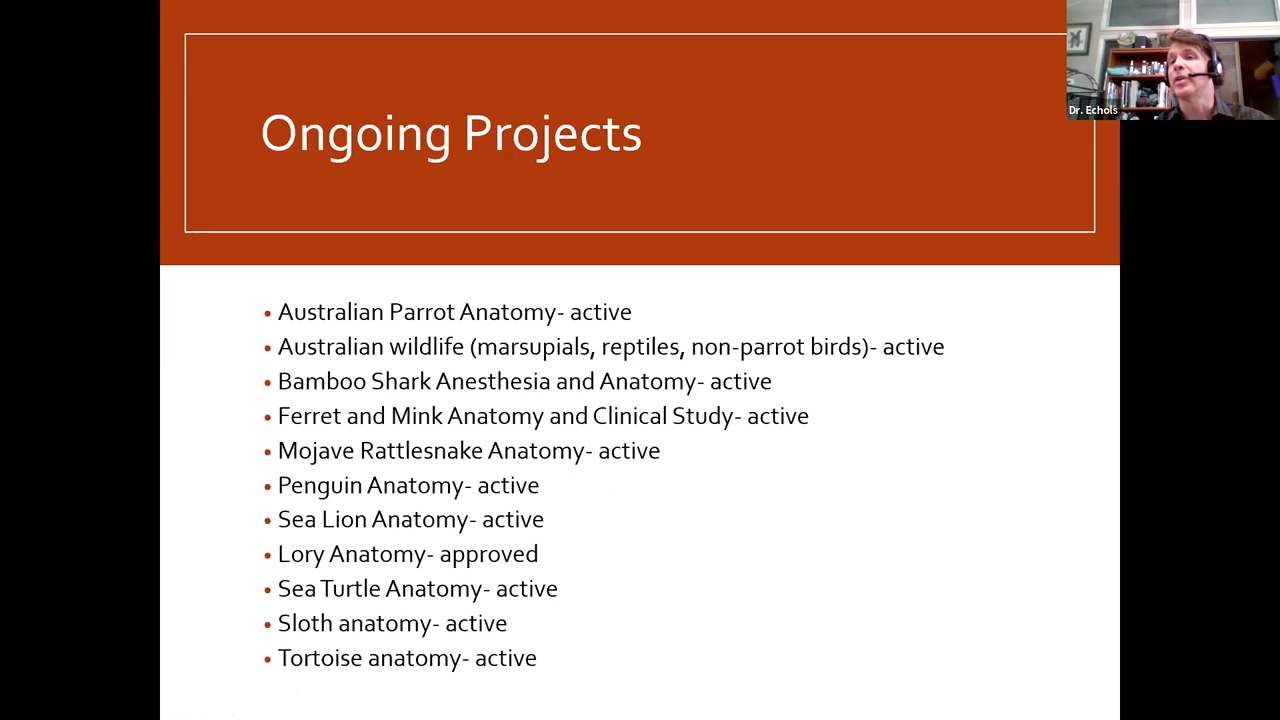 Ongoing Projects
Dr. Echols
• Australian Parrot Anatomy- active
• Australian wildlife (marsupials, reptiles, non-parrot birds)- active
• Bamboo Shark Anesthesia and Anatomy- active
• Ferret and Mink Anatomy and Clinical Study- active
• Mojave Rattlesnake Anatomy- active
• Penguin Anatomy- active
• Sea Lion Anatomy- active
• Lory Anatomy- approved
• Sea Turtle Anatomy- active
• Sloth anatomy- active
• Tortoise anatomy- active